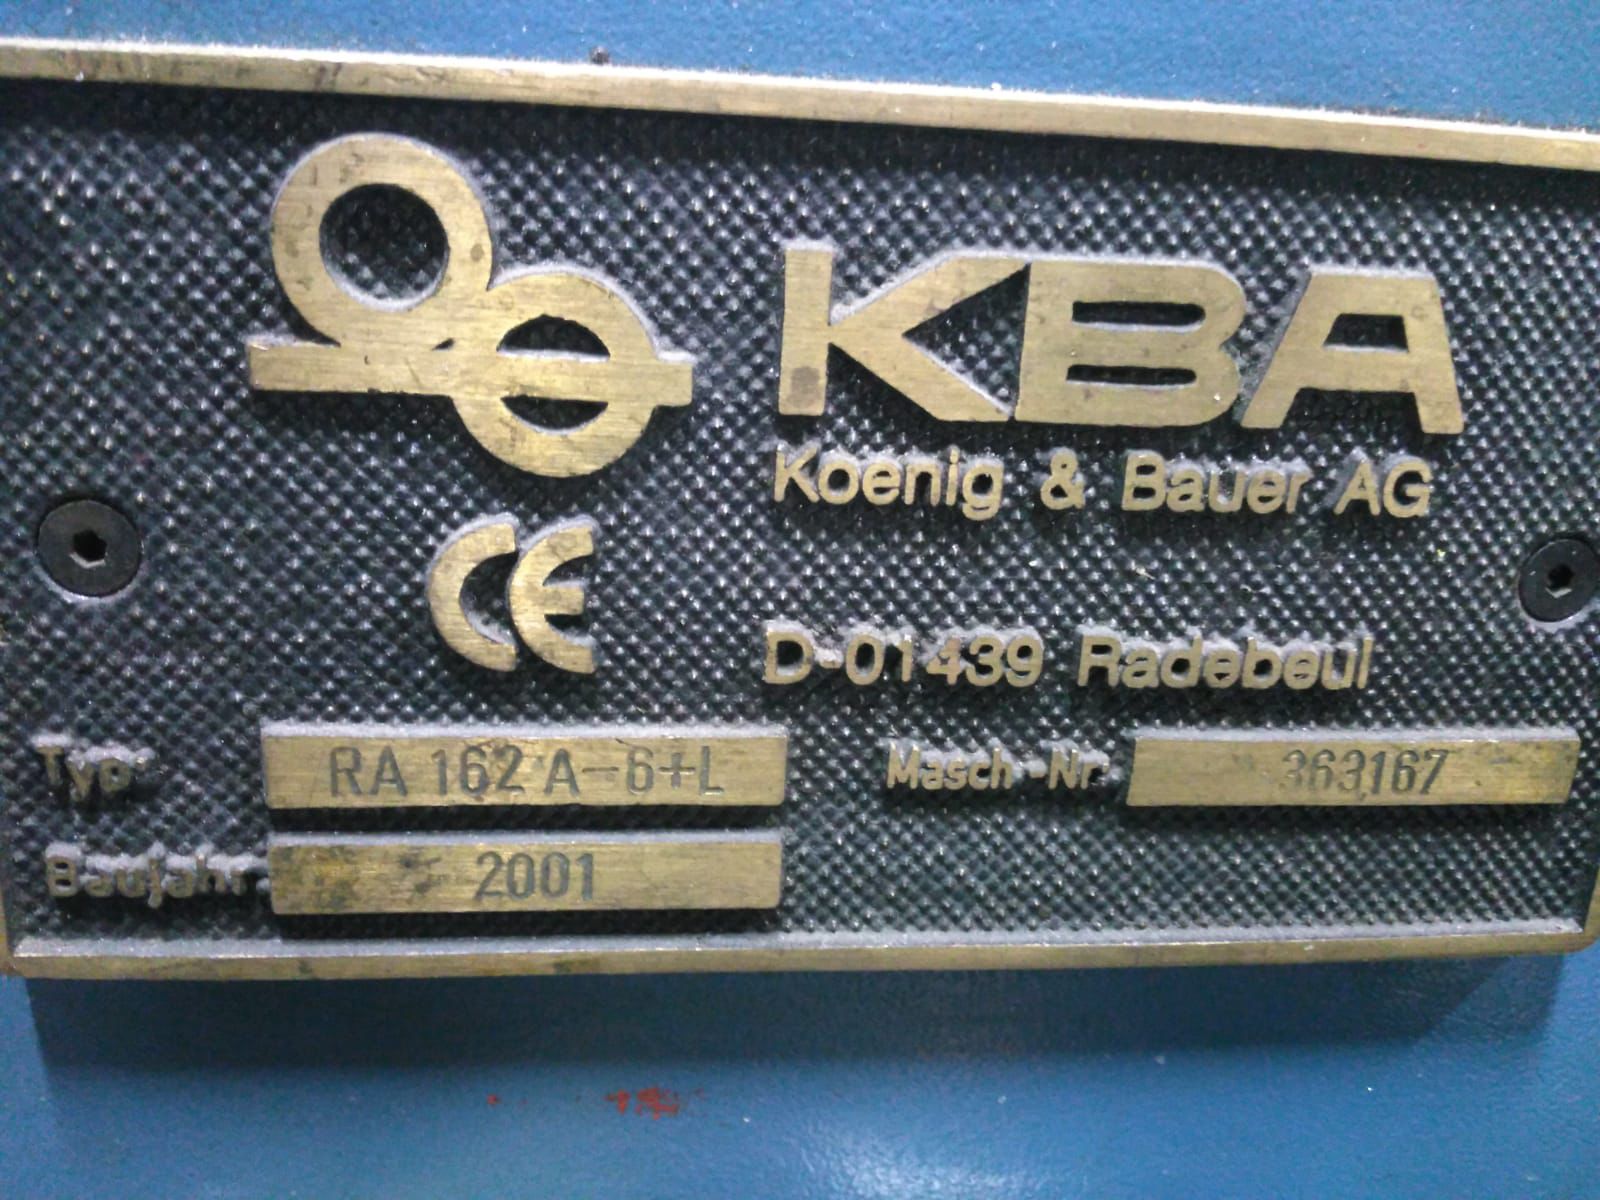 KBA
Koenig & Bauer AG
CE
D-01439 Radebeul
Typ: RA 162 A-6+L
Masch.-Nr. 363167
Baujahr: 2001